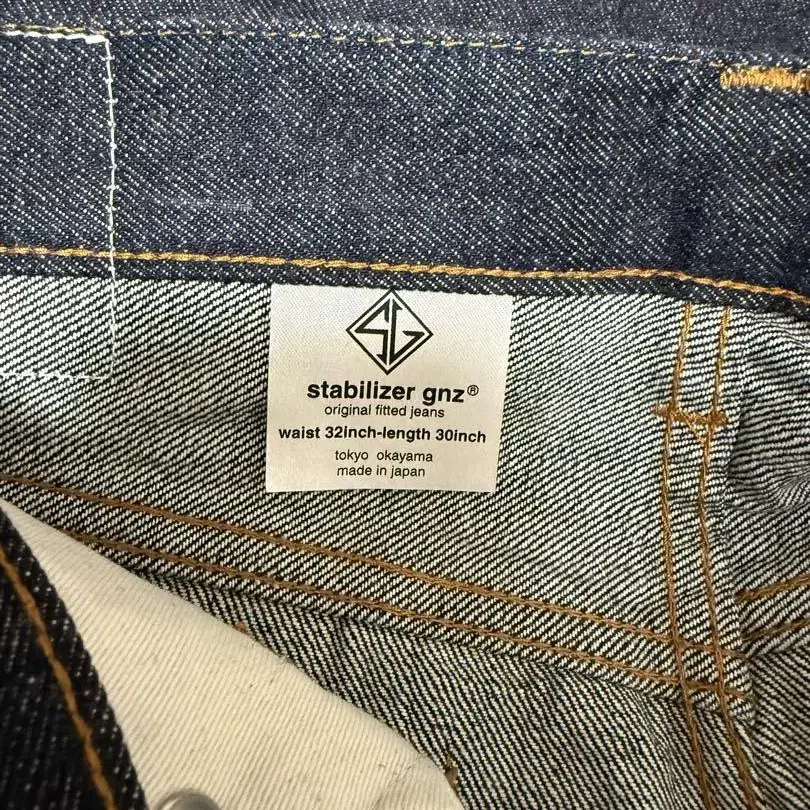 SG
stabilizer gnz®
original fitted jeans
waist 32inch-length 30inch
tokyo okayama
made in japan